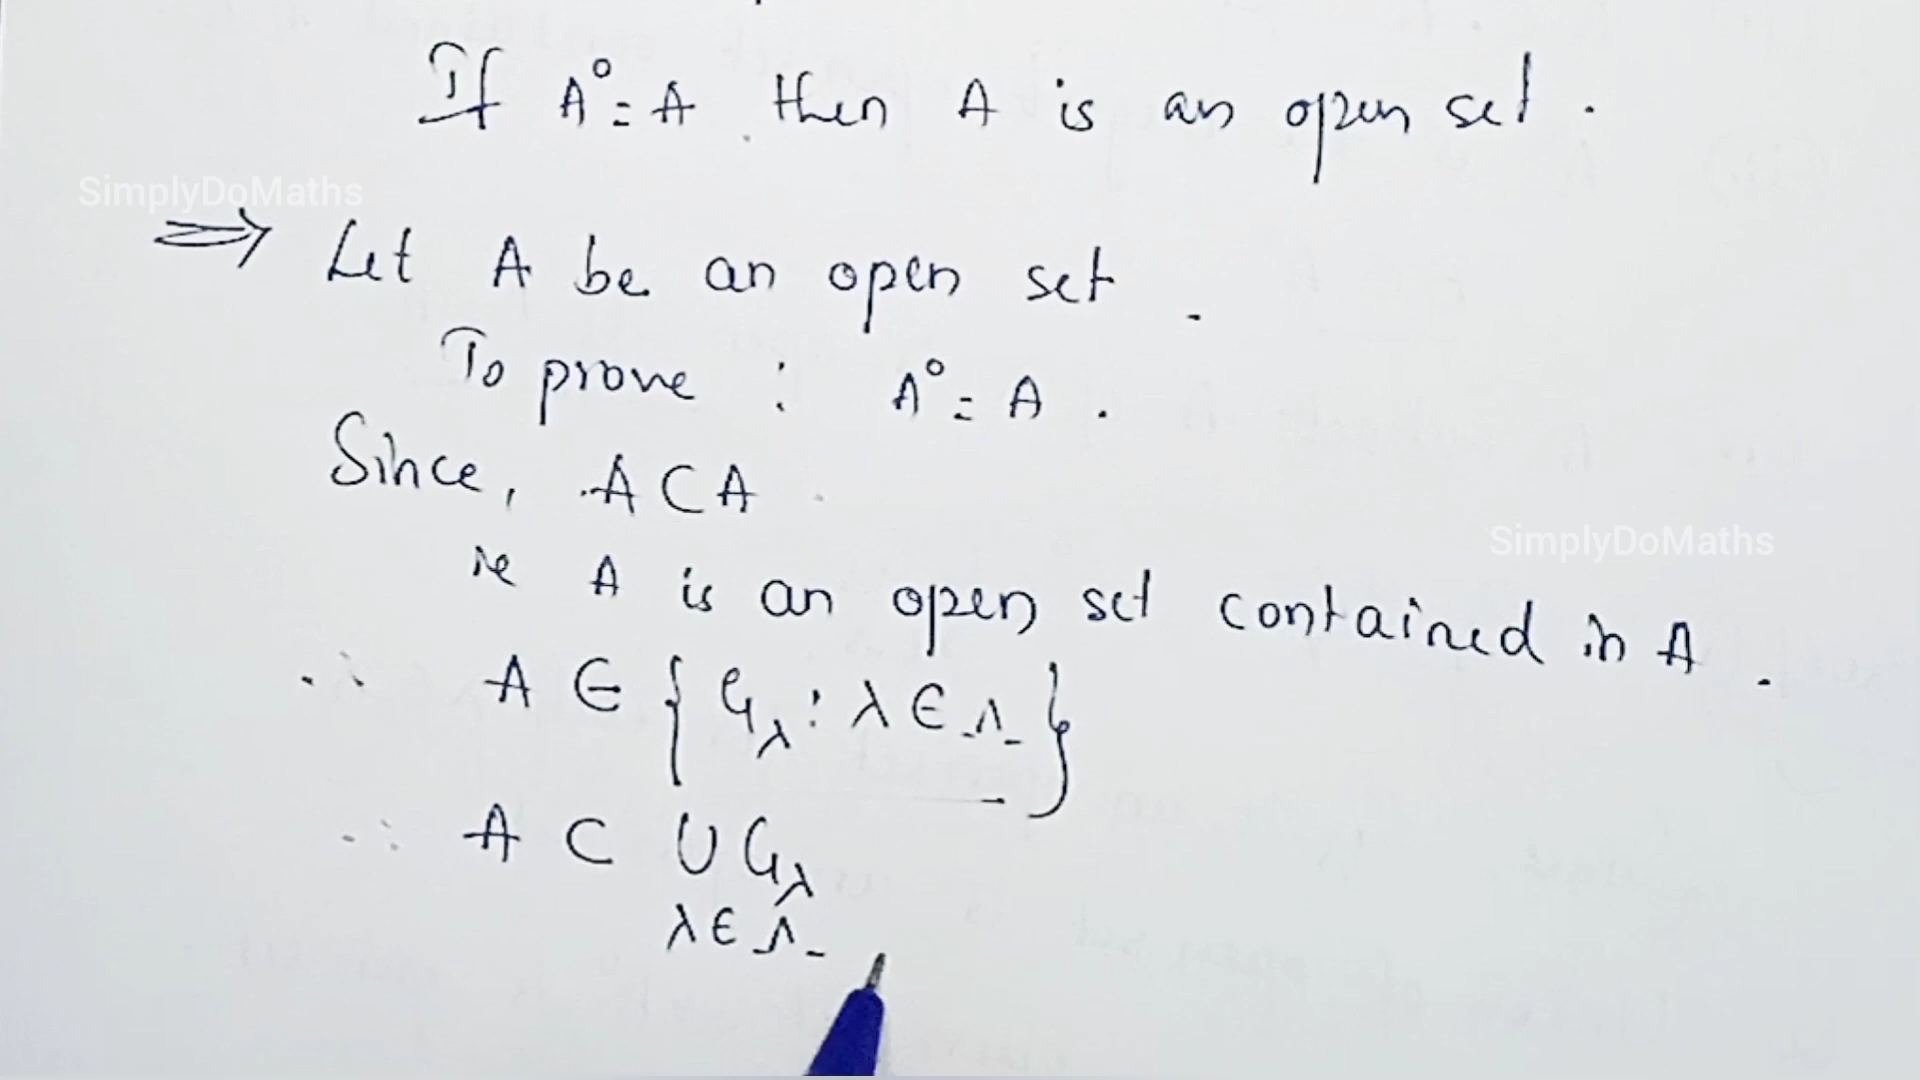 If A° = A then A is an open set .
SimplyDoMaths
⇒ Let A be an open set .
To prove : A° = A .
Since, A ⊂ A
SimplyDoMaths
ie A is an open set contained in A .
∴ A ∈ { G_λ : λ ∈ Λ }
∴ A ⊂ ∪ G_λ
λ ∈ Λ